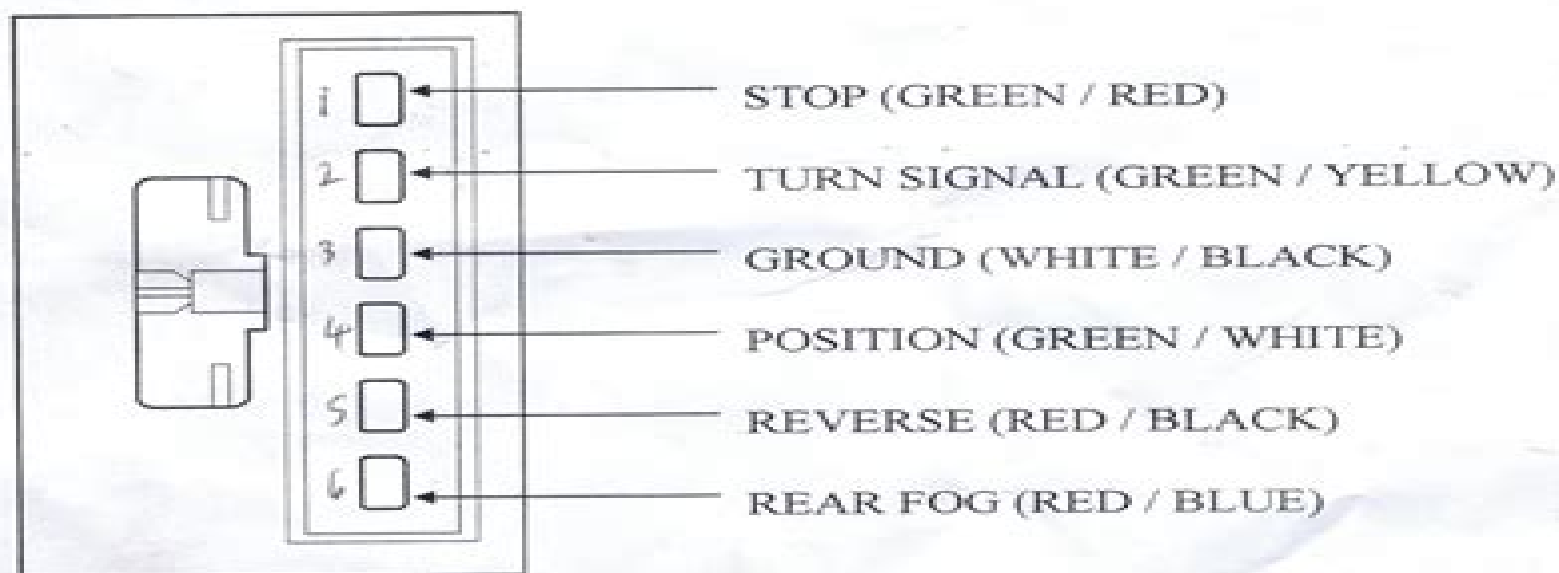 1 STOP (GREEN / RED)
2 TURN SIGNAL (GREEN / YELLOW)
3 GROUND (WHITE / BLACK)
4 POSITION (GREEN / WHITE)
5 REVERSE (RED / BLACK)
6 REAR FOG (RED / BLUE)